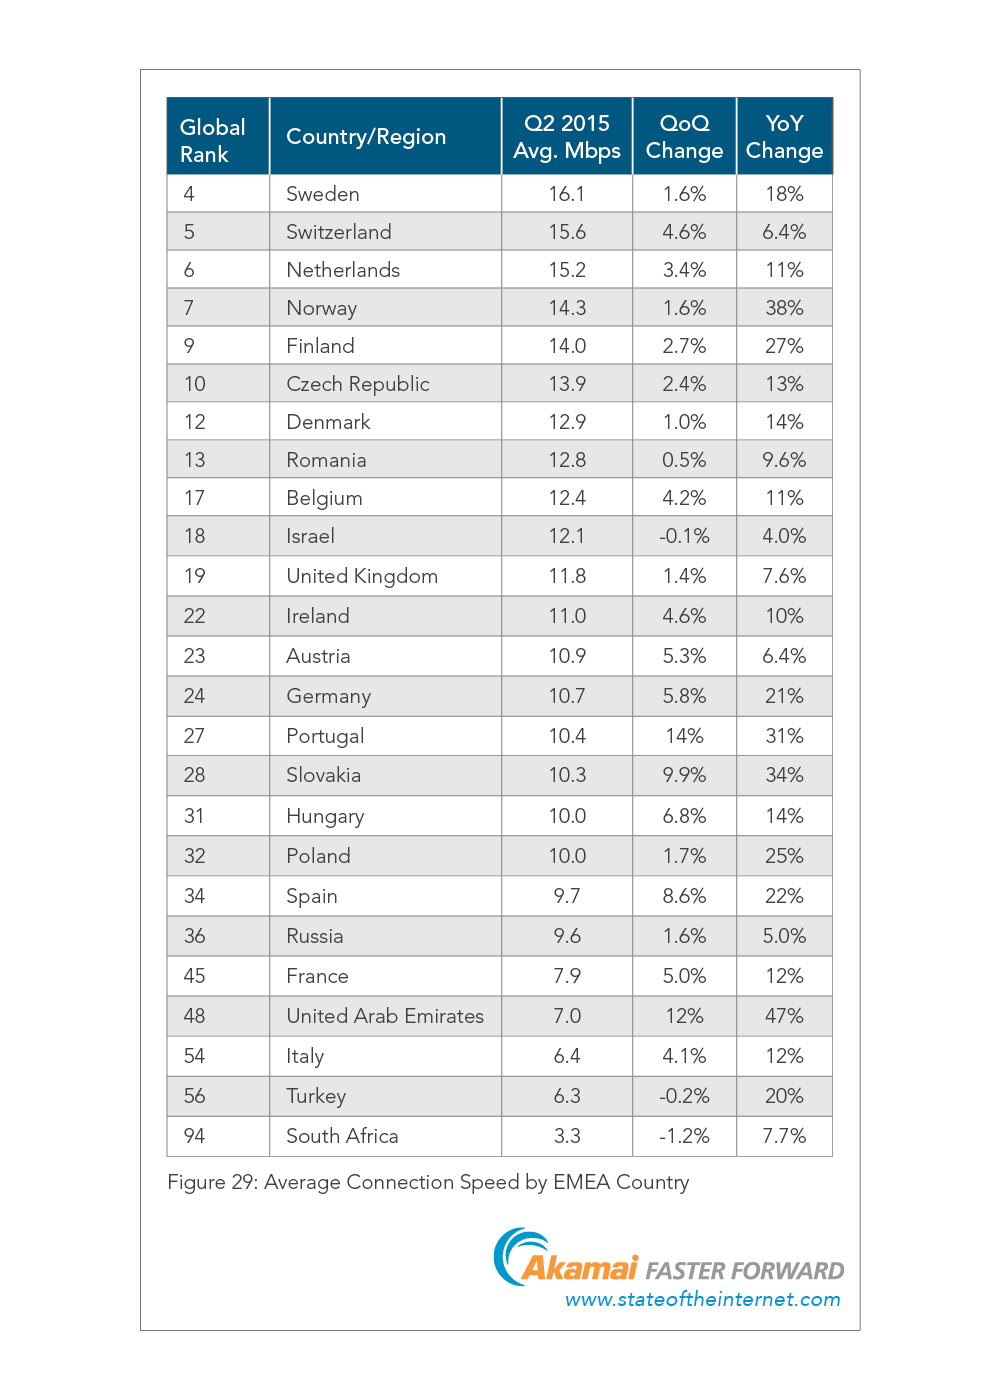 Global Rank Country/Region Q2 2015 Avg. Mbps QoQ Change YoY Change
4 Sweden 16.1 1.6% 18%
5 Switzerland 15.6 4.6% 6.4%
6 Netherlands 15.2 3.4% 11%
7 Norway 14.3 1.6% 38%
9 Finland 14.0 2.7% 27%
10 Czech Republic 13.9 2.4% 13%
12 Denmark 12.9 1.0% 14%
13 Romania 12.8 0.5% 9.6%
17 Belgium 12.4 4.2% 11%
18 Israel 12.1 -0.1% 4.0%
19 United Kingdom 11.8 1.4% 7.6%
22 Ireland 11.0 4.6% 10%
23 Austria 10.9 5.3% 6.4%
24 Germany 10.7 5.8% 21%
27 Portugal 10.4 14% 31%
28 Slovakia 10.3 9.9% 34%
31 Hungary 10.0 6.8% 14%
32 Poland 10.0 1.7% 25%
34 Spain 9.7 8.6% 22%
36 Russia 9.6 1.6% 5.0%
45 France 7.9 5.0% 12%
48 United Arab Emirates 7.0 12% 47%
54 Italy 6.4 4.1% 12%
56 Turkey 6.3 -0.2% 20%
94 South Africa 3.3 -1.2% 7.7%
Figure 29: Average Connection Speed by EMEA Country
Akamai FASTER FORWARD
www.stateoftheinternet.com